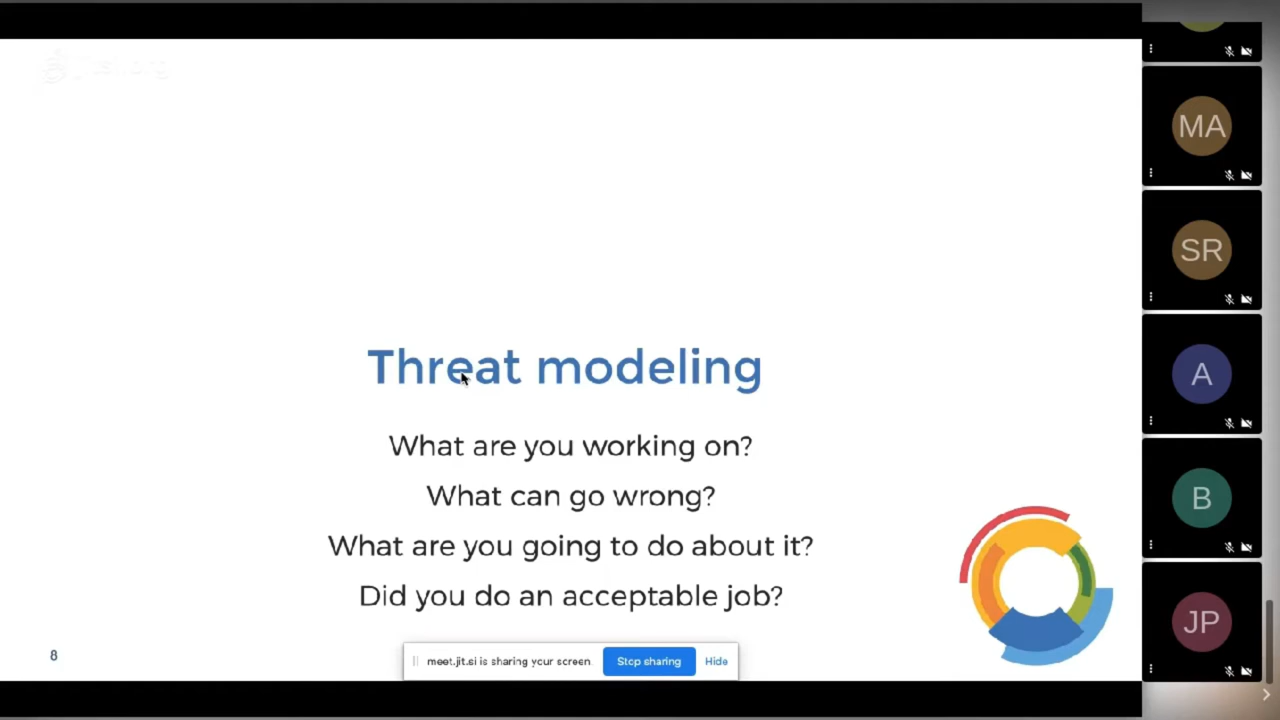 Threat modeling
What are you working on?
What can go wrong?
What are you going to do about it?
Did you do an acceptable job?
8
meet.jit.si is sharing your screen Stop sharing Hide
MA
SR
A
B
JP